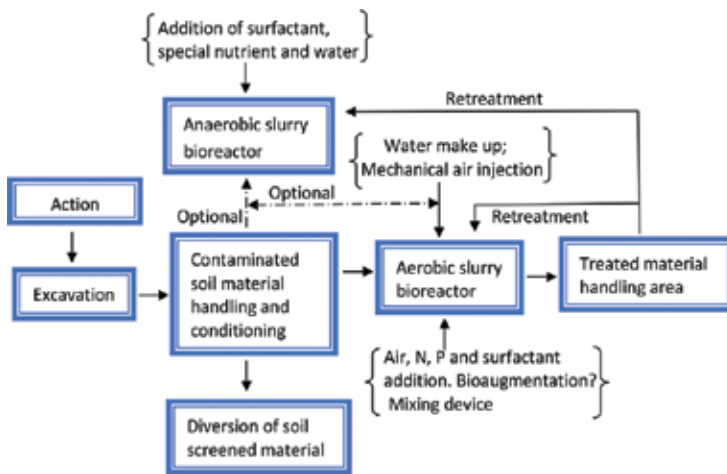 Addition of surfactant,
special nutrient and water
Retreatment
Anaerobic slurry
bioreactor
Water make up;
Mechanical air injection
Optional
Action
Optional
Retreatment
Excavation
Contaminated
soil material
handling and
conditioning
Aerobic slurry
bioreactor
Treated material
handling area
Air, N, P and surfactant
addition. Bioaugmentation?
Mixing device
Diversion of soil
screened material